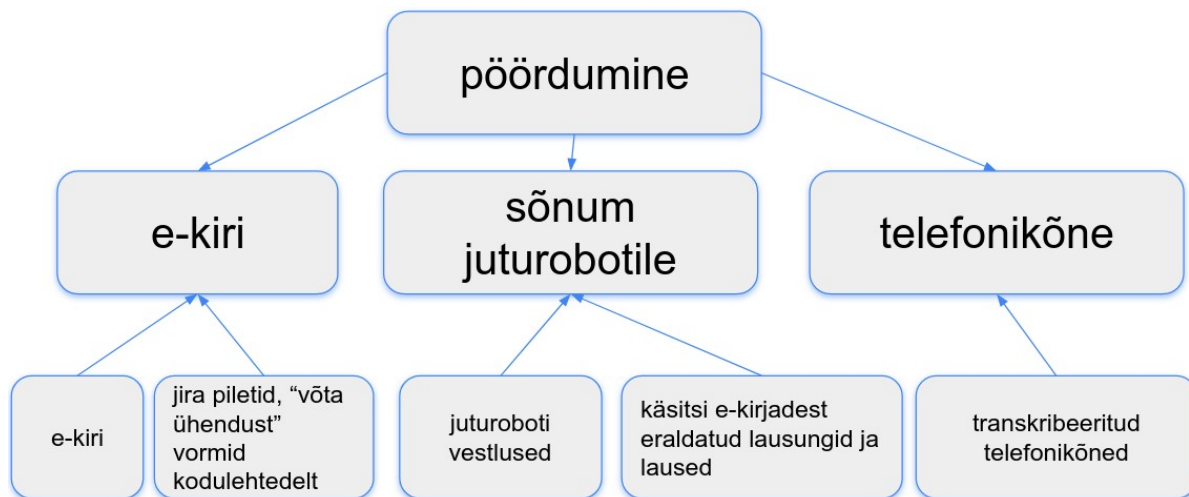 pöördumine
e-kiri
sõnum
juturobotile
telefonikõne
e-kiri
jira piletid, “võta
ühendust”
vormid
kodulehtedelt
juturoboti
vestlused
käsitsi e-kirjadest
eraldatud lausungid ja
laused
transkribeeritud
telefonikõned